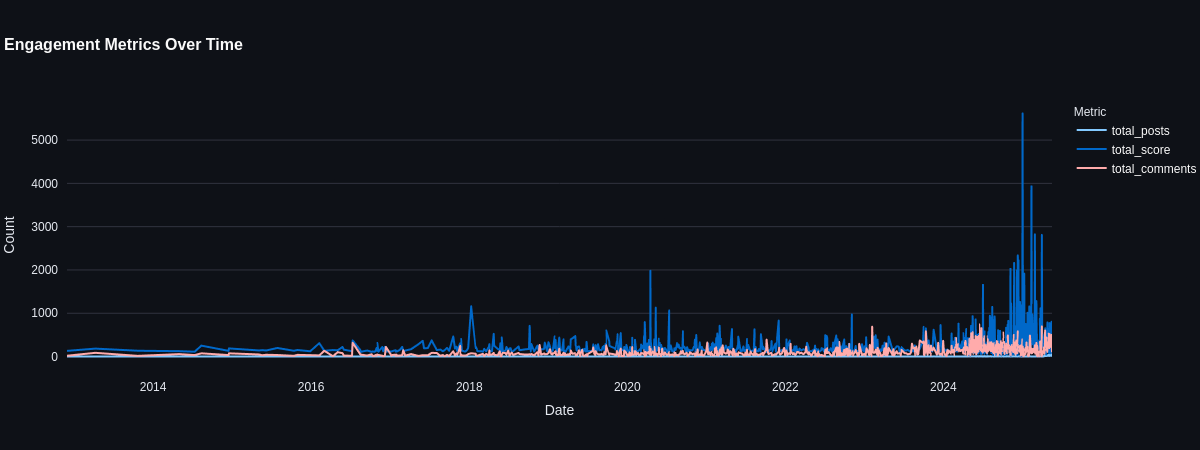 Engagement Metrics Over Time
Metric
total_posts
total_score
total_comments
Count
5000
4000
3000
2000
1000
0
2014 2016 2018 2020 2022 2024
Date